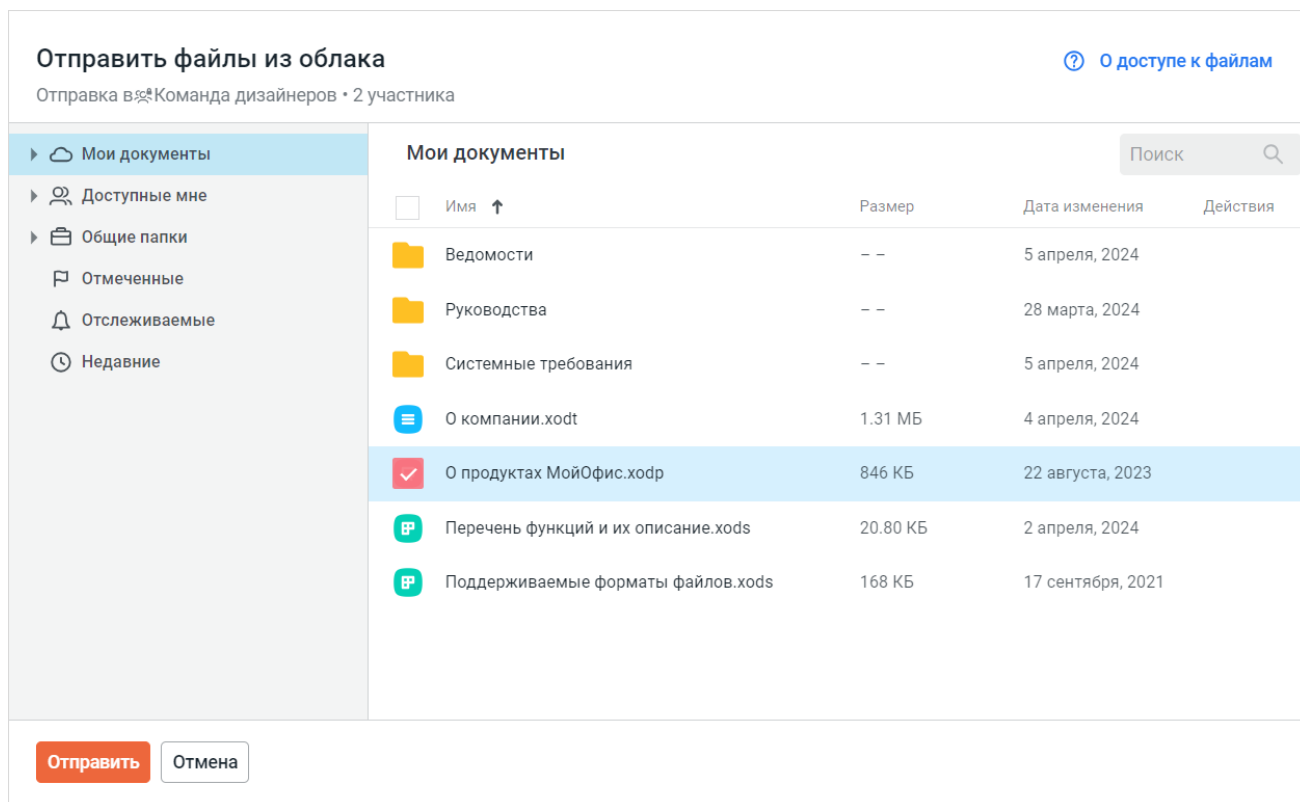 Отправить файлы из облака
О доступе к файлам
Отправка в Команда дизайнеров • 2 участника
Мои документы
Доступные мне
Общие папки
Отмеченные
Отслеживаемые
Недавние
Мои документы
Поиск
Имя ↑ Размер Дата изменения Действия
Ведомости – – 5 апреля, 2024
Руководства – – 28 марта, 2024
Системные требования – – 5 апреля, 2024
О компании.xodt 1.31 МБ 4 апреля, 2024
О продуктах МойОфис.xodp 846 КБ 22 августа, 2023
Перечень функций и их описание.xods 20.80 КБ 2 апреля, 2024
Поддерживаемые форматы файлов.xods 168 КБ 17 сентября, 2021
Отправить Отмена